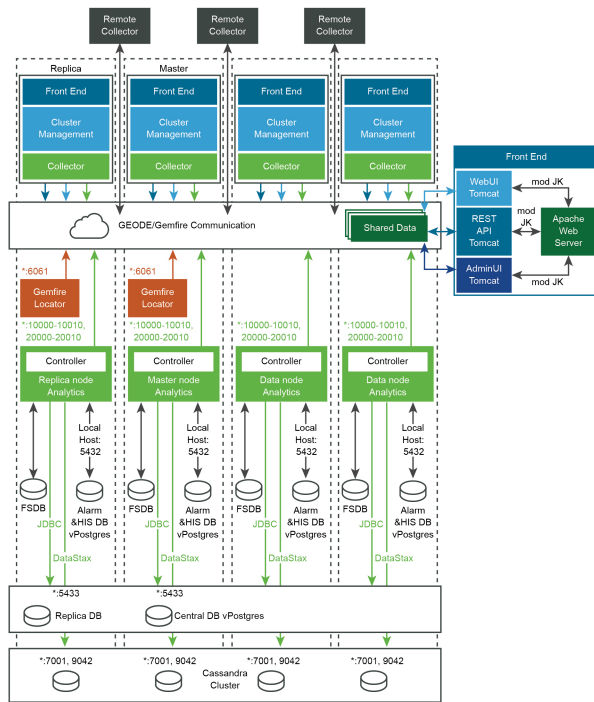 Remote
Collector
Remote
Collector
Remote
Collector
Replica
Master
Front End
Front End
Front End
Front End
Cluster
Management
Cluster
Management
Cluster
Management
Cluster
Management
Collector
Collector
Collector
Collector
GEODE/Gemfire Communication
Shared Data
Front End
WebUI
Tomcat
REST
API
Tomcat
AdminUI
Tomcat
mod JK
mod
JK
mod JK
Apache
Web
Server
*:6061
*:6061
Gemfire
Locator
Gemfire
Locator
*:10000-10010,
20000-20010
*:10000-10010,
20000-20010
*:10000-10010,
20000-20010
*:10000-10010,
20000-20010
Controller
Controller
Controller
Controller
Replica node
Analytics
Master node
Analytics
Data node
Analytics
Data node
Analytics
Local
Host:
5432
Local
Host:
5432
Local
Host:
5432
Local
Host:
5432
FSDB
Alarm
&HIS DB
vPostgres
FSDB
Alarm
&HIS DB
vPostgres
FSDB
Alarm
&HIS DB
vPostgres
FSDB
Alarm
&HIS DB
vPostgres
JDBC
JDBC
JDBC
JDBC
DataStax
DataStax
DataStax
DataStax
*:5433
*:5433
Replica DB
Central DB vPostgres
*:7001, 9042
*:7001, 9042
*:7001, 9042
*:7001, 9042
Cassandra
Cluster